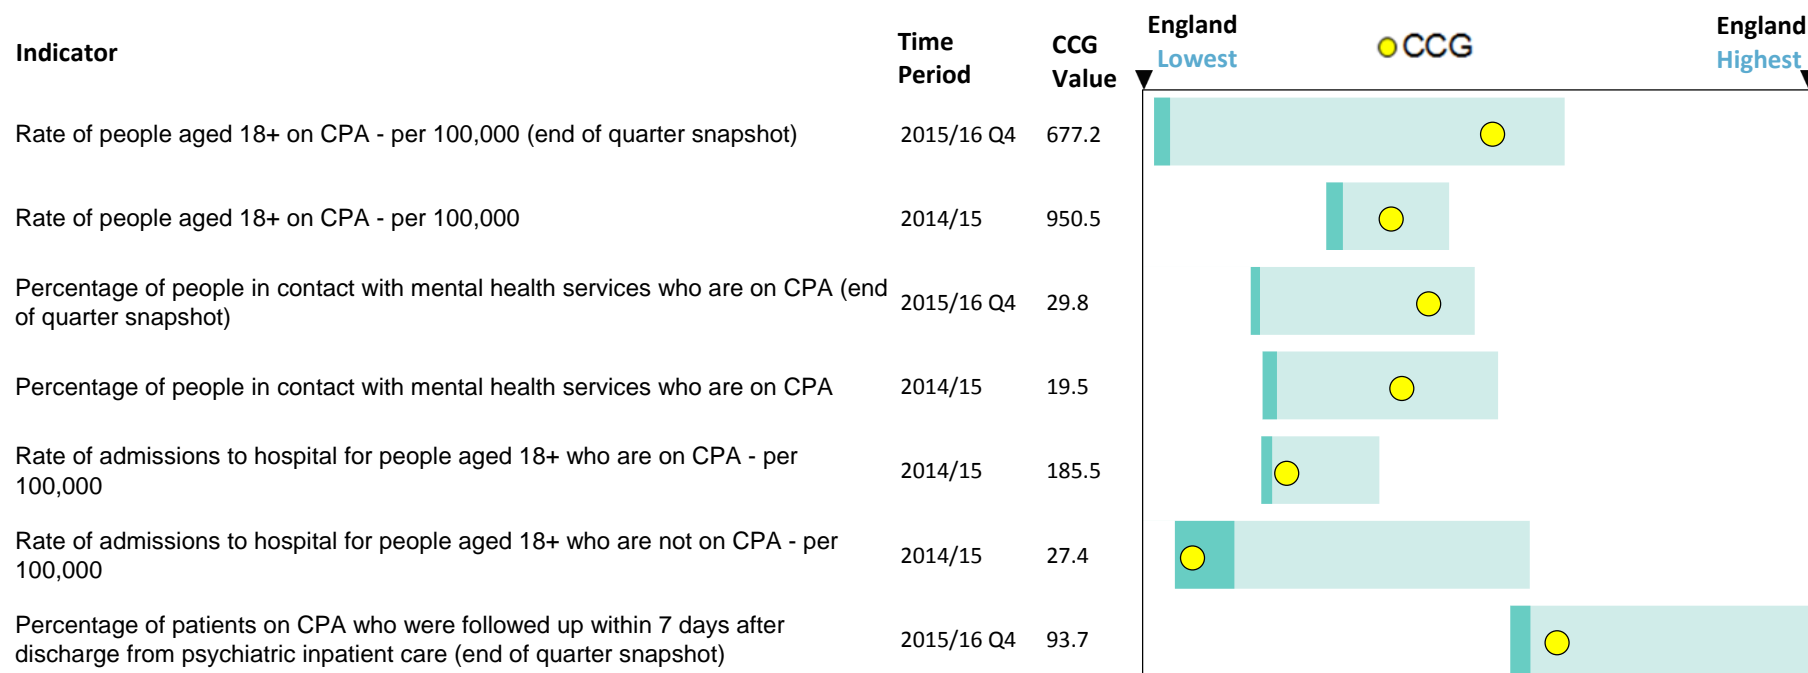 Indicator
Time Period
CCG Value
England Lowest
CCG
England Highest
Rate of people aged 18+ on CPA - per 100,000 (end of quarter snapshot) 2015/16 Q4 677.2
Rate of people aged 18+ on CPA - per 100,000 2014/15 950.5
Percentage of people in contact with mental health services who are on CPA (end
of quarter snapshot) 2015/16 Q4 29.8
Percentage of people in contact with mental health services who are on CPA 2014/15 19.5
Rate of admissions to hospital for people aged 18+ who are on CPA - per
100,000 2014/15 185.5
Rate of admissions to hospital for people aged 18+ who are not on CPA - per
100,000 2014/15 27.4
Percentage of patients on CPA who were followed up within 7 days after
discharge from psychiatric inpatient care (end of quarter snapshot) 2015/16 Q4 93.7